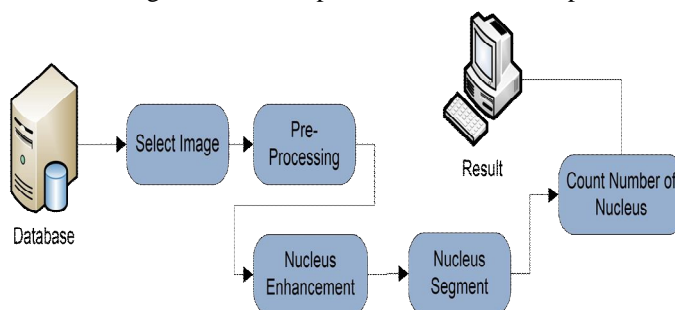 Database
Select Image
Pre-
Processing
Nucleus
Enhancement
Nucleus
Segment
Count Number of
Nucleus
Result